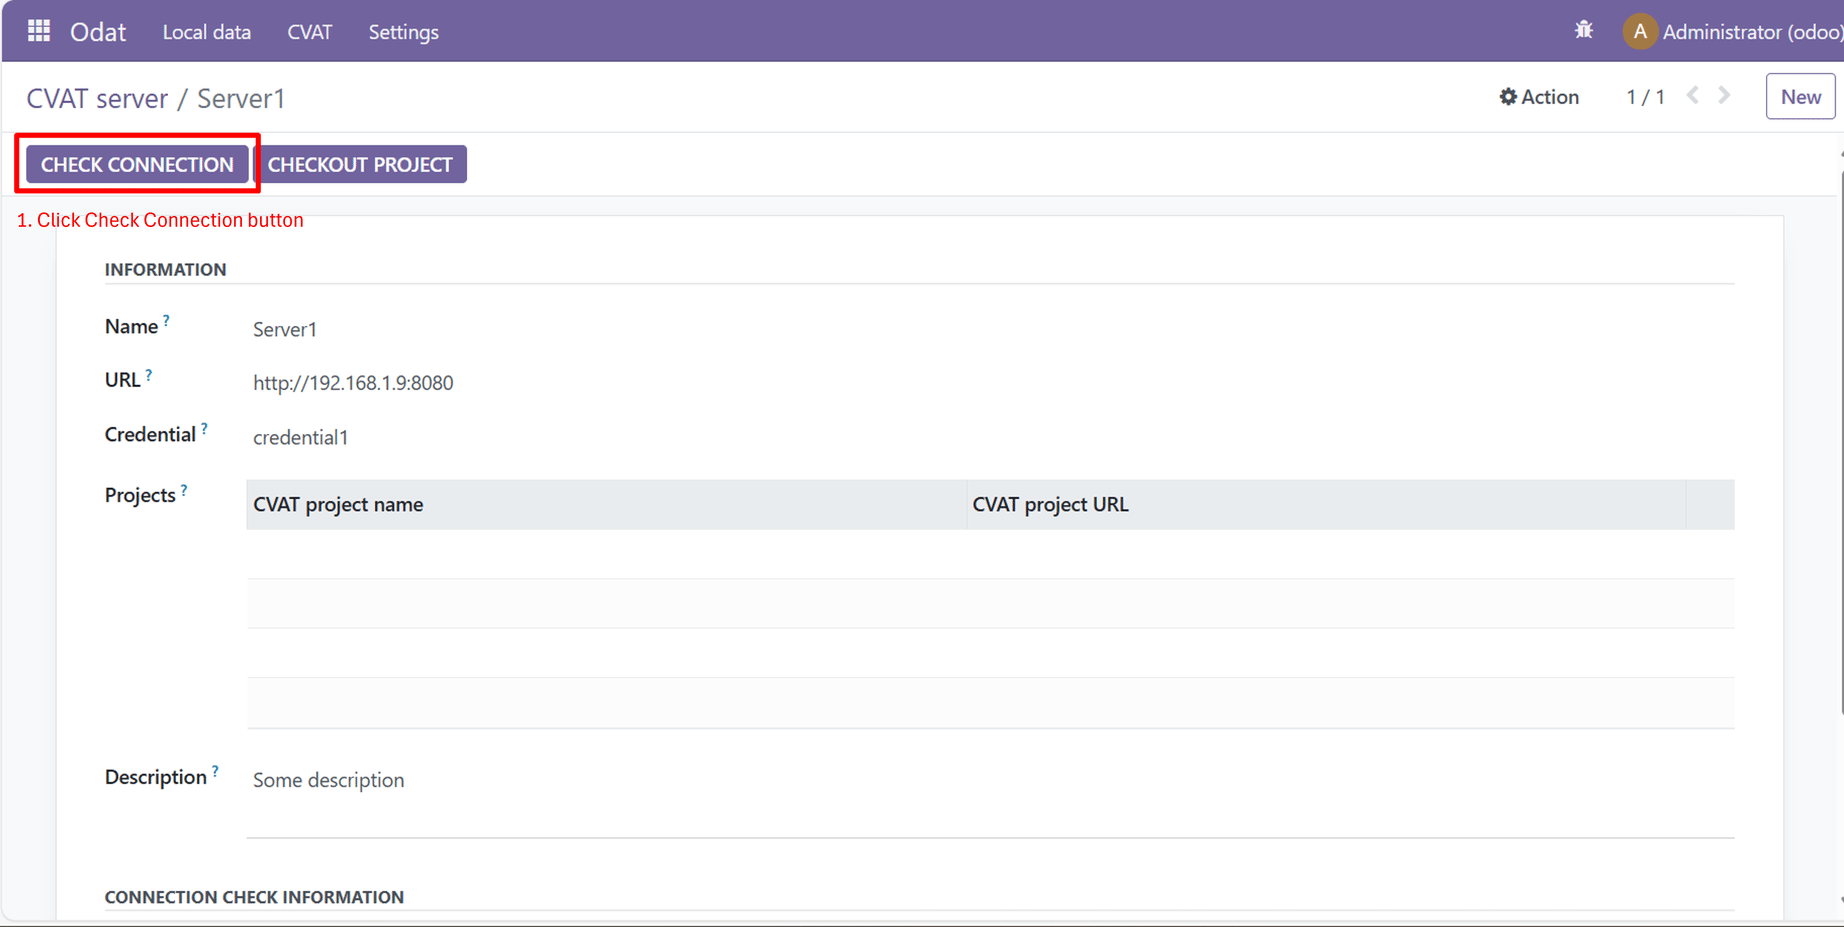 Odat Local data CVAT Settings A Administrator (odoo)
CVAT server / Server1 Action 1 / 1 New
CHECK CONNECTION CHECKOUT PROJECT
1. Click Check Connection button
INFORMATION
Name ? Server1
URL ? http://192.168.1.9:8080
Credential ? credential1
Projects ? CVAT project name CVAT project URL
Description ? Some description
CONNECTION CHECK INFORMATION